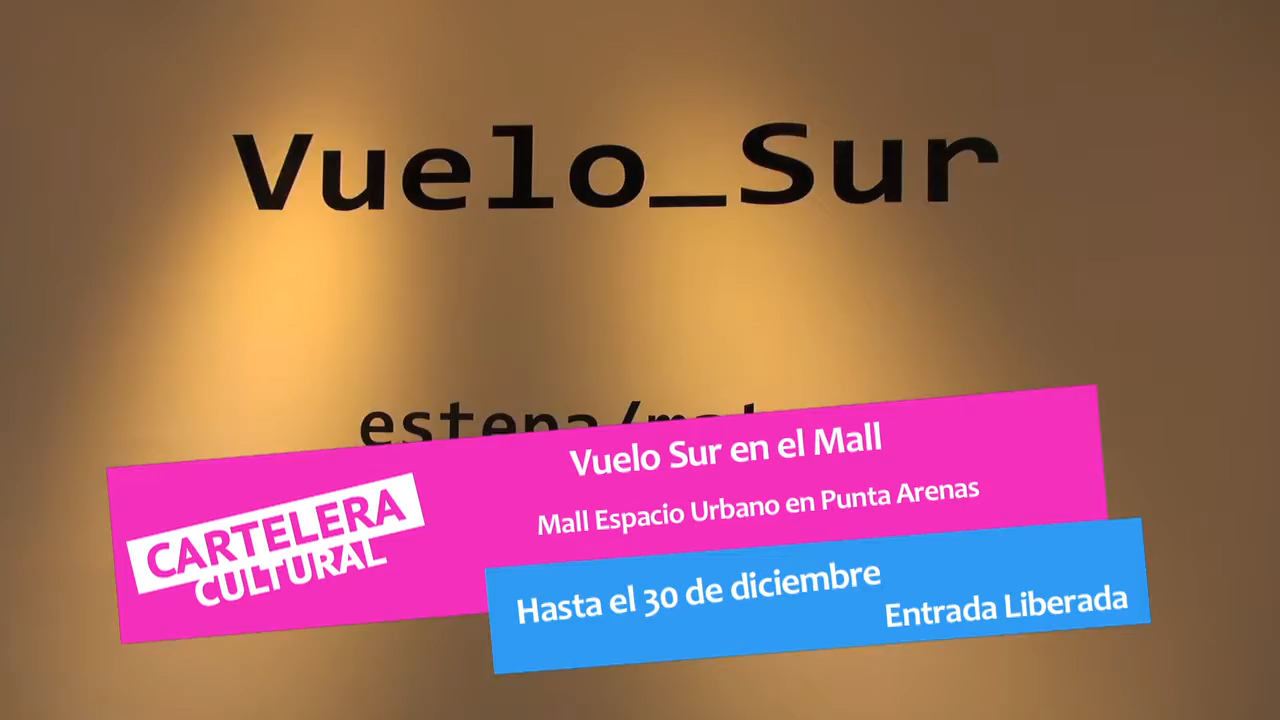 Vuelo_Sur
CARTELERA
CULTURAL
Vuelo Sur en el Mall
Mall Espacio Urbano en Punta Arenas
Hasta el 30 de diciembre
Entrada Liberada